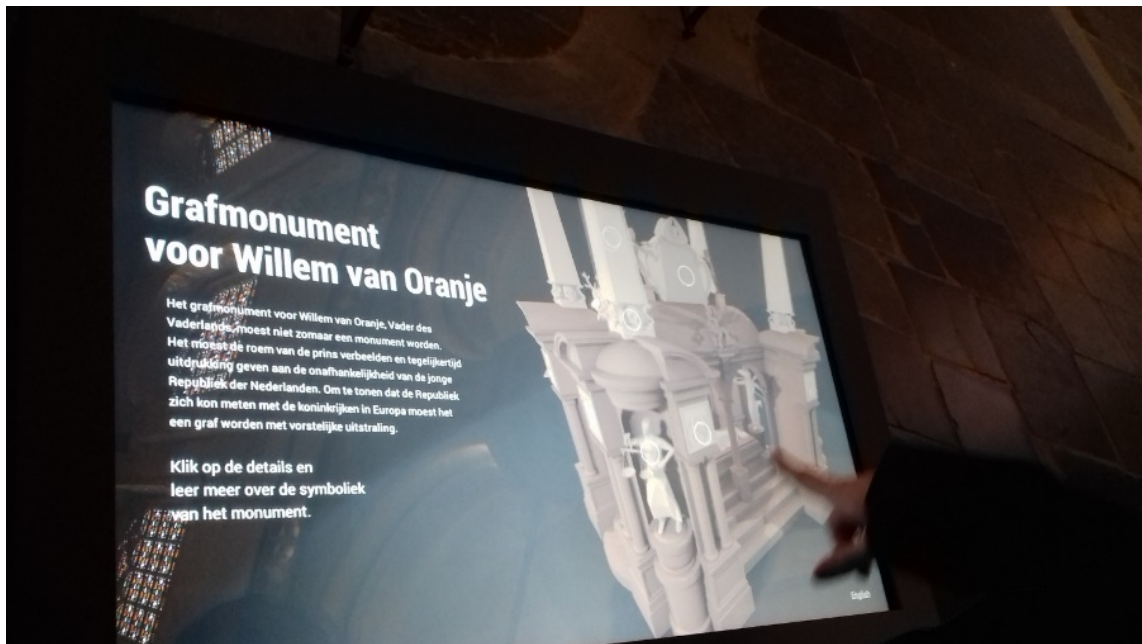 Grafmonument
voor Willem van Oranje
Het grafmonument voor Willem van Oranje, Vader des
Vaderlands, moest niet zomaar een monument worden.
Het moest de roem van de prins verbeelden en tegelijkertijd
uitdrukking geven aan de onafhankelijkheid van de jonge
Republiek der Nederlanden. Om te tonen dat de Republiek
zich kon meten met de koninkrijken in Europa moest het
een graf worden met vorstelijke uitstraling.
Klik op de details en
leer meer over de symboliek
van het monument.
English